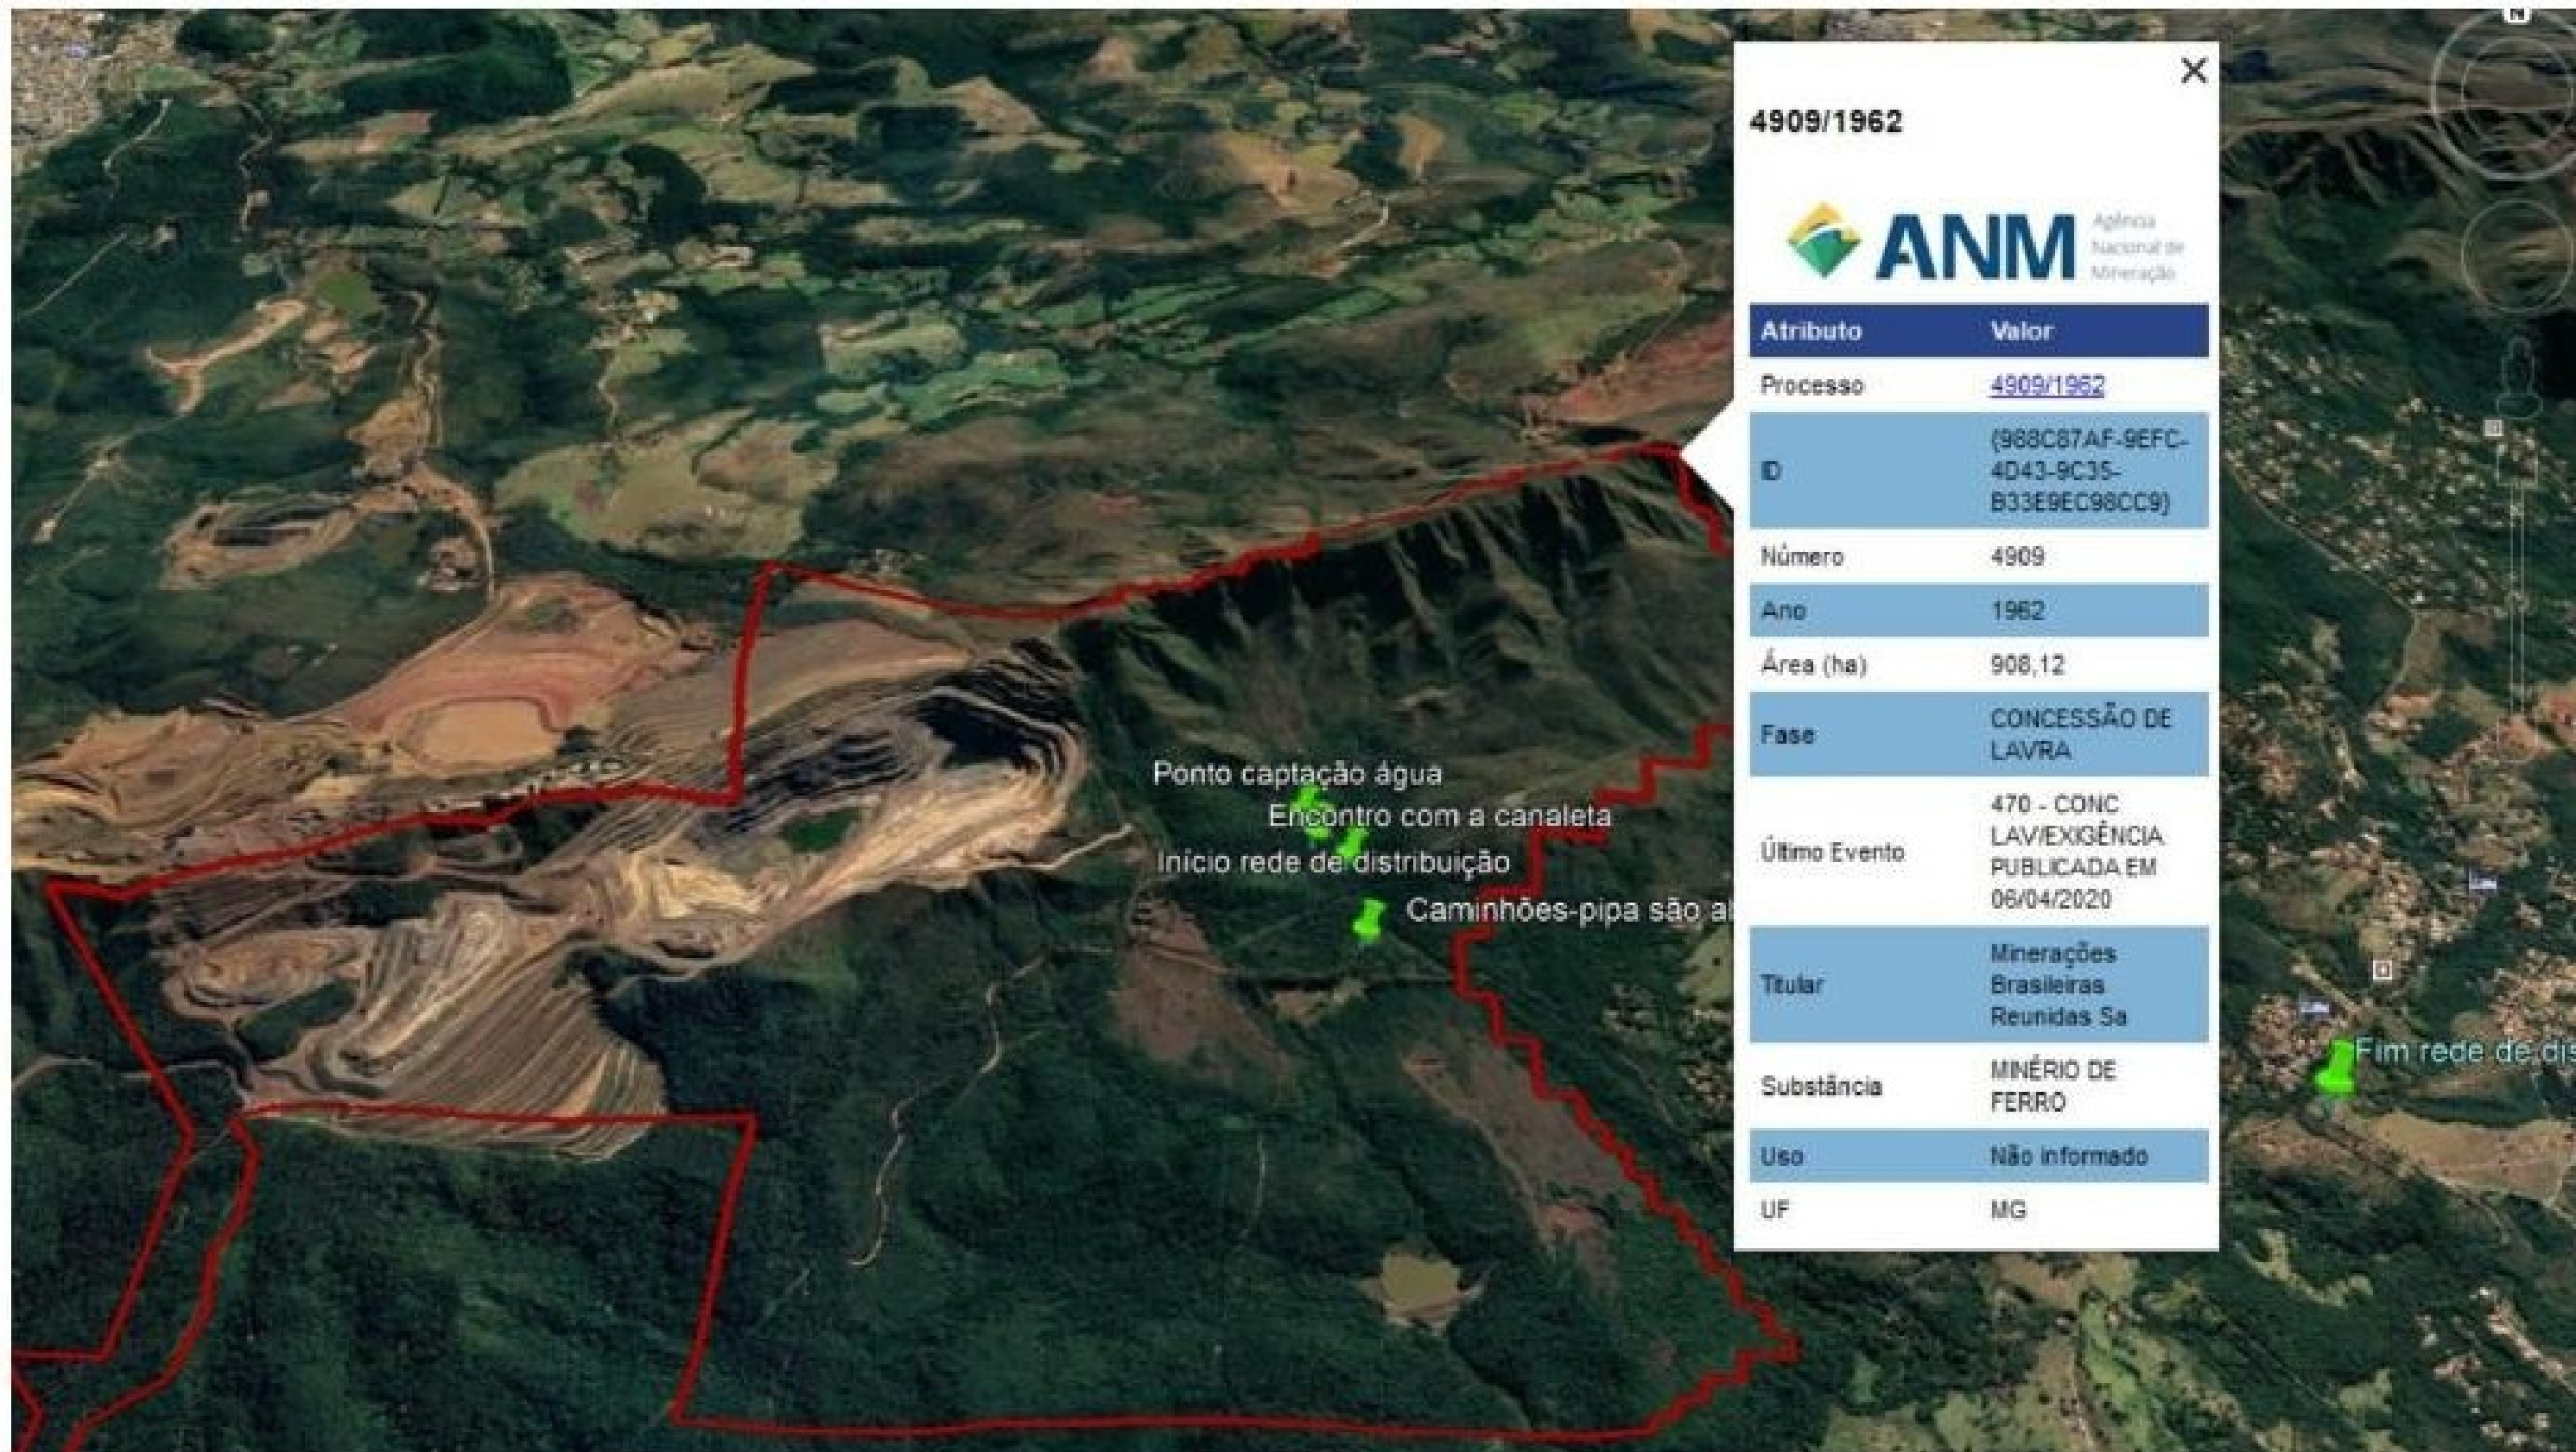 N
4909/1962
ANM
Agência
Nacional de
Mineração
Atributo Valor
Processo 4909/1962
ID {988C87AF-9EFC-
4D43-9C35-
B33E9EC98CC9}
Número 4909
Ano 1962
Área (ha) 908,12
Fase CONCESSÃO DE
LAVRA
Último Evento 470 - CONC
LAV/EXIGÊNCIA
PUBLICADA EM
06/04/2020
Titular Minerações
Brasileiras
Reunidas Sa
Substância MINÉRIO DE
FERRO
Uso Não informado
UF MG
Ponto captação água
Encontro com a canaleta
Início rede de distribuição
Caminhões-pipa são al
Fim rede de dis